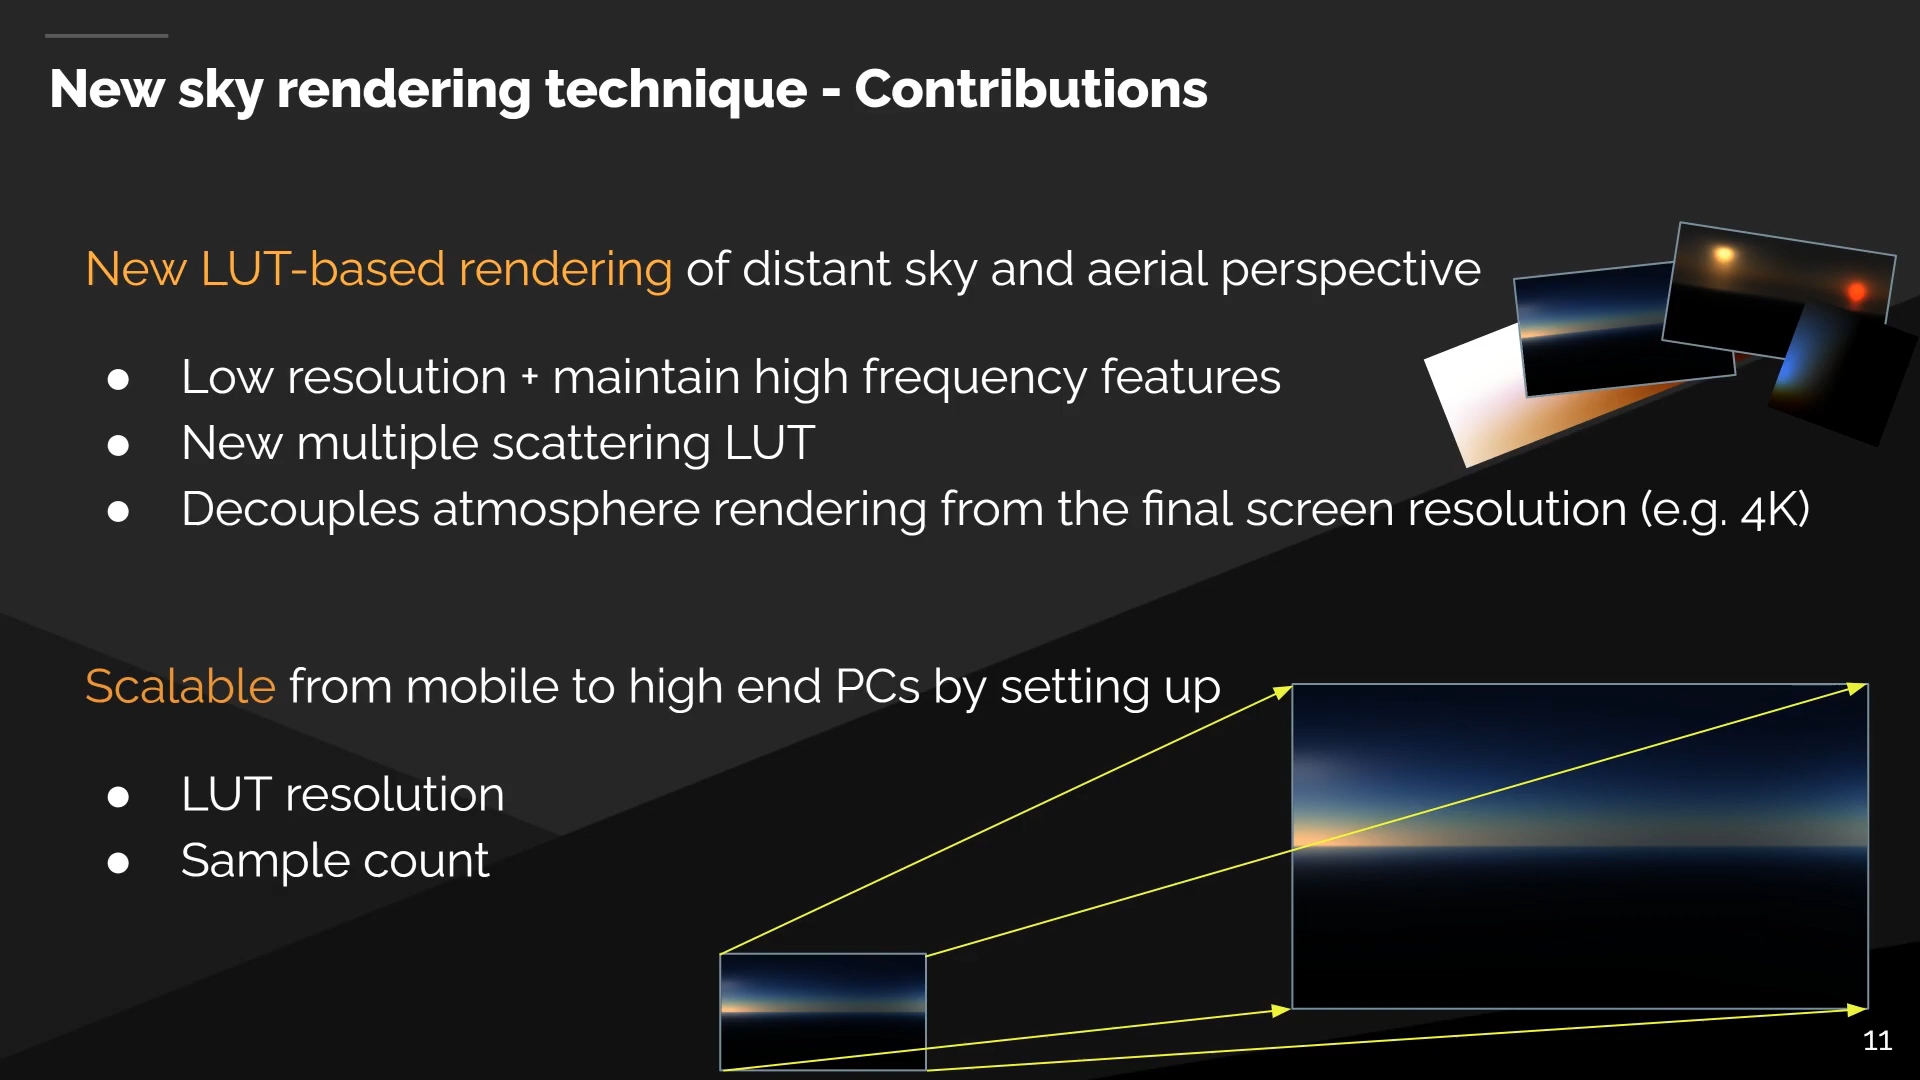 New sky rendering technique - Contributions
New LUT-based rendering of distant sky and aerial perspective
● Low resolution + maintain high frequency features
● New multiple scattering LUT
● Decouples atmosphere rendering from the final screen resolution (e.g. 4K)
Scalable from mobile to high end PCs by setting up
● LUT resolution
● Sample count
11